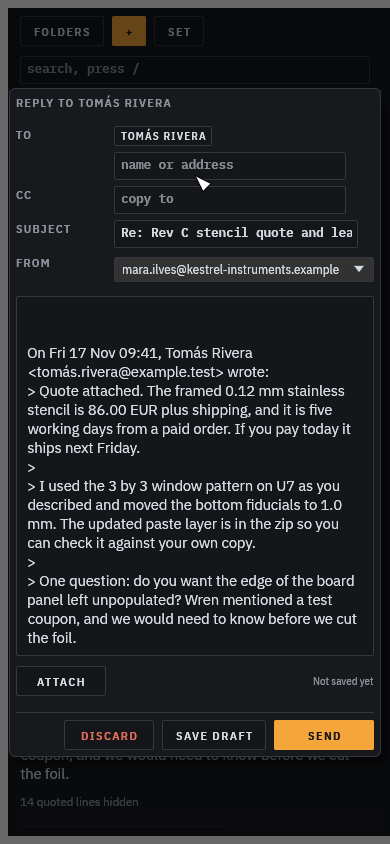 FOLDERS + SET
search, press /
REPLY TO TOMÁS RIVERA
TO TOMÁS RIVERA
name or address
CC copy to
SUBJECT Re: Rev C stencil quote and lea
FROM mara.ilves@kestrel-instruments.example
On Fri 17 Nov 09:41, Tomás Rivera
<tomás.rivera@example.test> wrote:
> Quote attached. The framed 0.12 mm stainless
stencil is 86.00 EUR plus shipping, and it is five
working days from a paid order. If you pay today it
ships next Friday.
>
> I used the 3 by 3 window pattern on U7 as you
described and moved the bottom fiducials to 1.0
mm. The updated paste layer is in the zip so you
can check it against your own copy.
>
> One question: do you want the edge of the board
panel left unpopulated? Wren mentioned a test
coupon, and we would need to know before we cut
the foil.
ATTACH Not saved yet
DISCARD SAVE DRAFT SEND
coupon, and we would need to know before we cut
the foil.
14 quoted lines hidden